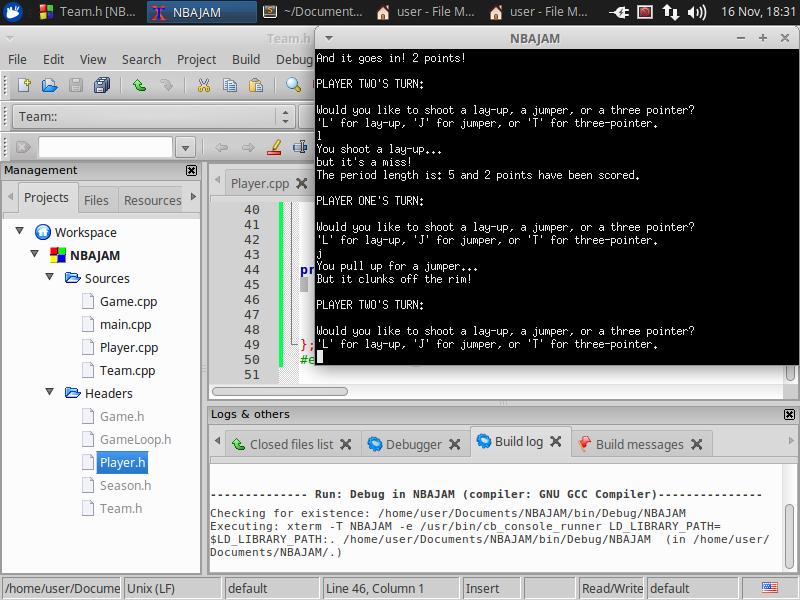 Team.h [NB...
NBAJAM
~/Document...
user - File M...
user - File M...
16 Nov, 18:31
Team.h
NBAJAM
File Edit View Search Project Build Debug
Team::
Management
Projects
Files
Resources
Workspace
NBAJAM
Sources
Game.cpp
main.cpp
Player.cpp
Team.cpp
Headers
Game.h
GameLoop.h
Player.h
Season.h
Team.h
Player.cpp
40
41
42
43
44 pr
45
46
47
48
49 };
50 #e
51
And it goes in! 2 points!
PLAYER TWO'S TURN:
Would you like to shoot a lay-up, a jumper, or a three pointer?
'L' for lay-up, 'J' for jumper, or 'T' for three-pointer.
l
You shoot a lay-up...
but it's a miss!
The period length is: 5 and 2 points have been scored.
PLAYER ONE'S TURN:
Would you like to shoot a lay-up, a jumper, or a three pointer?
'L' for lay-up, 'J' for jumper, or 'T' for three-pointer.
j
You pull up for a jumper...
But it clunks off the rim!
PLAYER TWO'S TURN:
Would you like to shoot a lay-up, a jumper, or a three pointer?
'L' for lay-up, 'J' for jumper, or 'T' for three-pointer.
Logs & others
Closed files list
Debugger
Build log
Build messages
-------------- Run: Debug in NBAJAM (compiler: GNU GCC Compiler)---------------
Checking for existence: /home/user/Documents/NBAJAM/bin/Debug/NBAJAM
Executing: xterm -T NBAJAM -e /usr/bin/cb_console_runner LD_LIBRARY_PATH=
$LD_LIBRARY_PATH:. /home/user/Documents/NBAJAM/bin/Debug/NBAJAM  (in /home/user/
Documents/NBAJAM/.)
/home/user/Docume
Unix (LF)
default
Line 46, Column 1
Insert
Read/Write
default